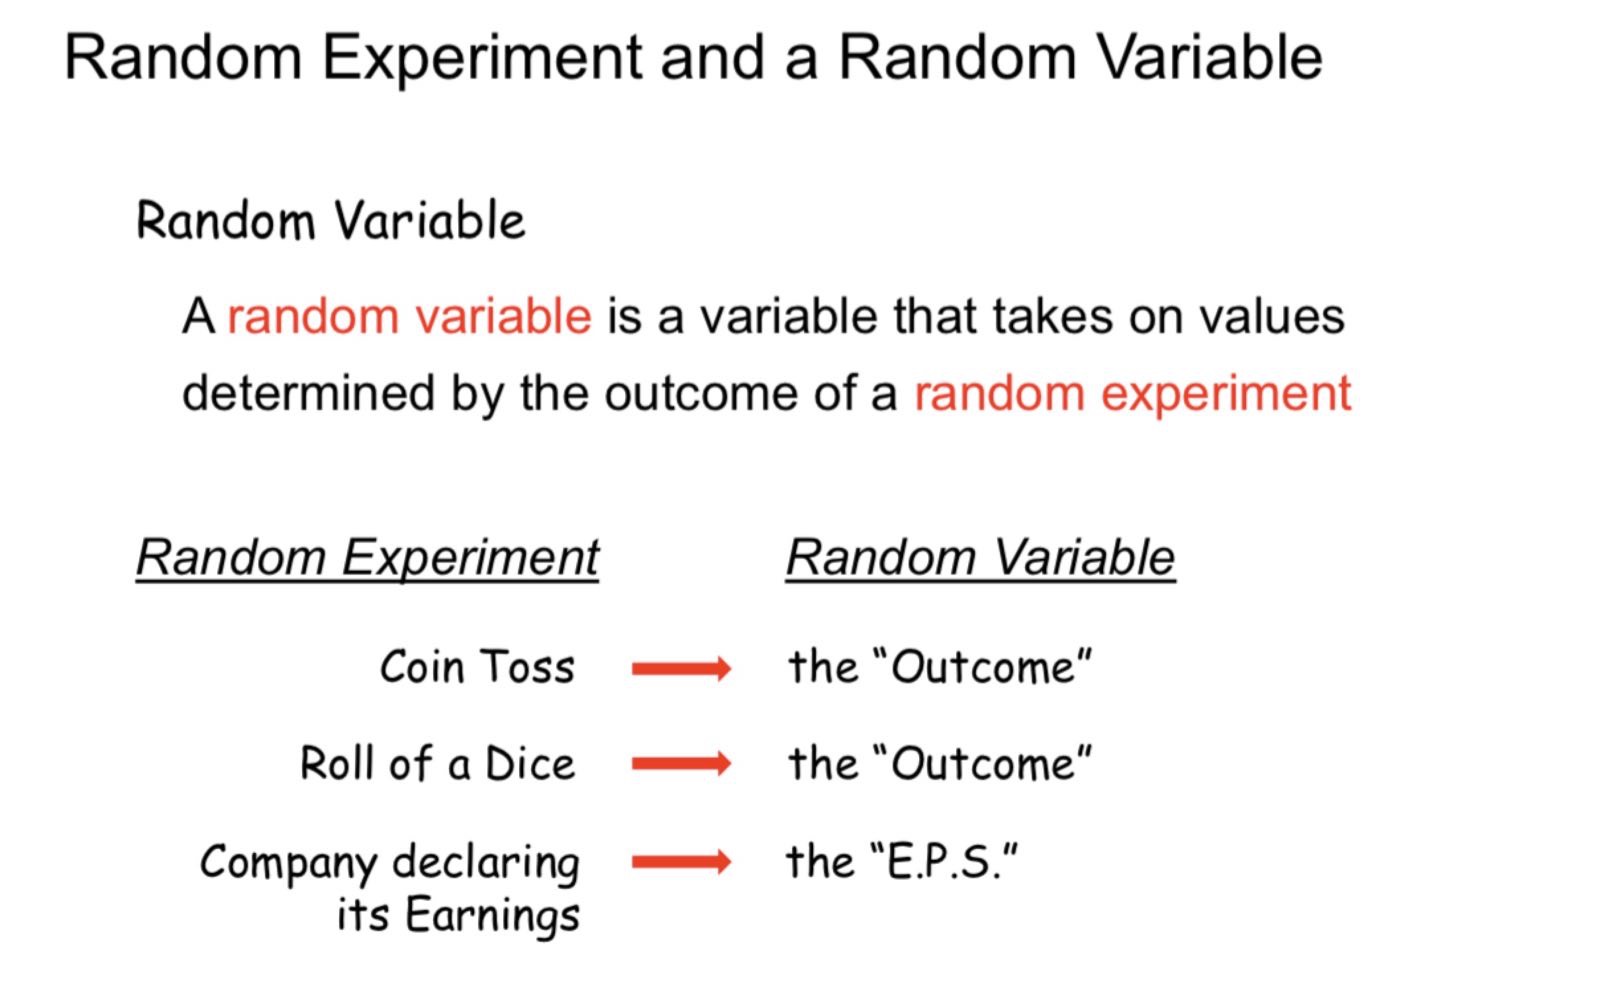 Random Experiment and a Random Variable
Random Variable
A random variable is a variable that takes on values
determined by the outcome of a random experiment
Random Experiment
Random Variable
Coin Toss
the “Outcome”
Roll of a Dice
the “Outcome”
Company declaring
its Earnings
the “E.P.S.”